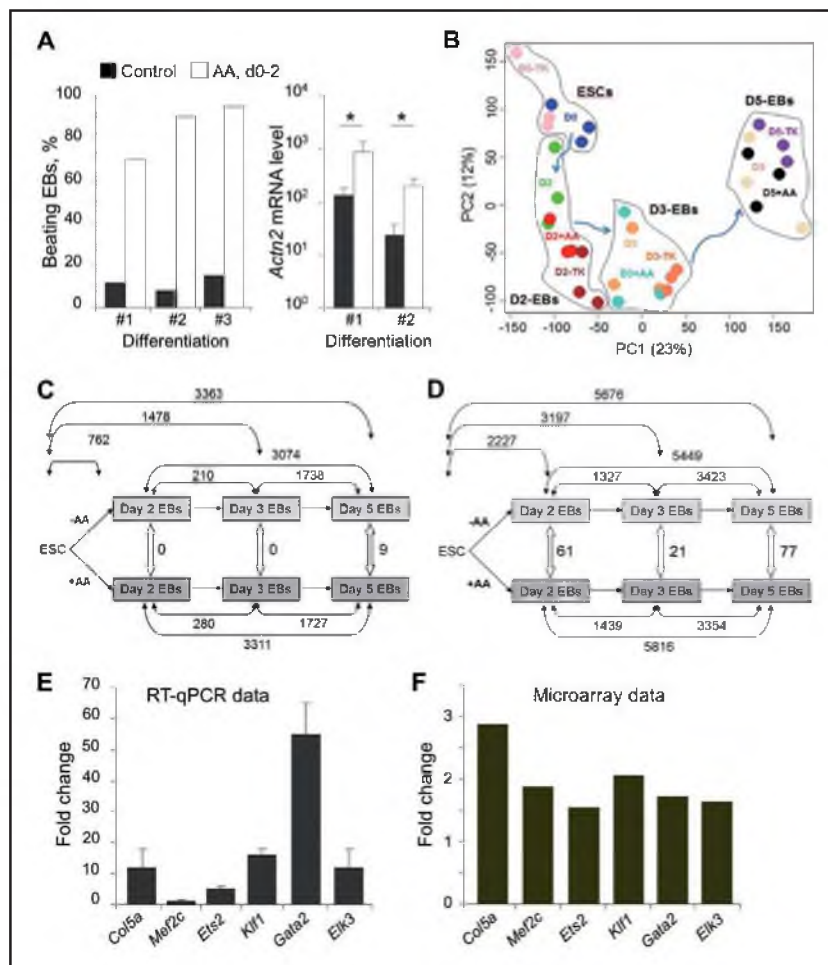 A
Control AA, d0-2
Beating EBs, %
100
80
60
40
20
0
#1 #2 #3
Differentiation
Actn2 mRNA level
10⁴
10³
10²
10¹
10⁰
* *
#1 #2
Differentiation
B
PC2 (12%)
150
100
50
0
-50
-100
-150 -100 -50 0 50 100 150
PC1 (23%)
ESCs
D0
D2
D2+AA
D2-TK
D2-EBs
D3-EBs
D3
D3-TK
D3+AA
D5-EBs
D5-TK
D5
D5+AA
C
3363
1478
762
3074
210 1738
Day 2 EBs Day 3 EBs Day 5 EBs
-AA
ESC 0 0 9
+AA
Day 2 EBs Day 3 EBs Day 5 EBs
280 1727
3311
D
5676
3197
2227
5449
1327 3423
Day 2 EBs Day 3 EBs Day 5 EBs
-AA
ESC 61 21 77
+AA
Day 2 EBs Day 3 EBs Day 5 EBs
1439 3354
5816
E
RT-qPCR data
Fold change
70
60
50
40
30
20
10
0
Col5a Mef2c Ets2 Klf1 Gata2 Elk3
F
Microarray data
Fold change
3
2
1
0
Col5a Mef2c Ets2 Klf1 Gata2 Elk3